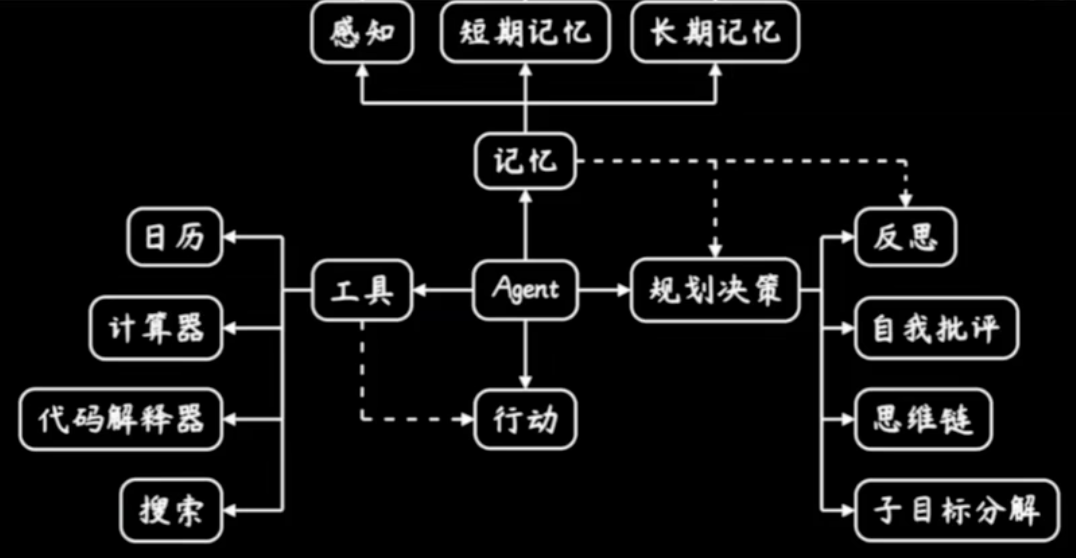 感知
短期记忆
长期记忆
记忆
日历
反思
工具
Agent
规划决策
计算器
自我批评
代码解释器
行动
思维链
搜索
子目标分解